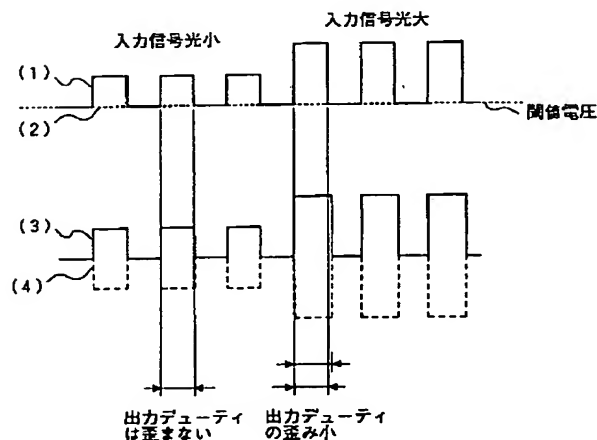 入力信号光小
入力信号光大
(1)
(2)
閾値電圧
(3)
(4)
出力デューティ
は歪まない
出力デューティ
の歪み小